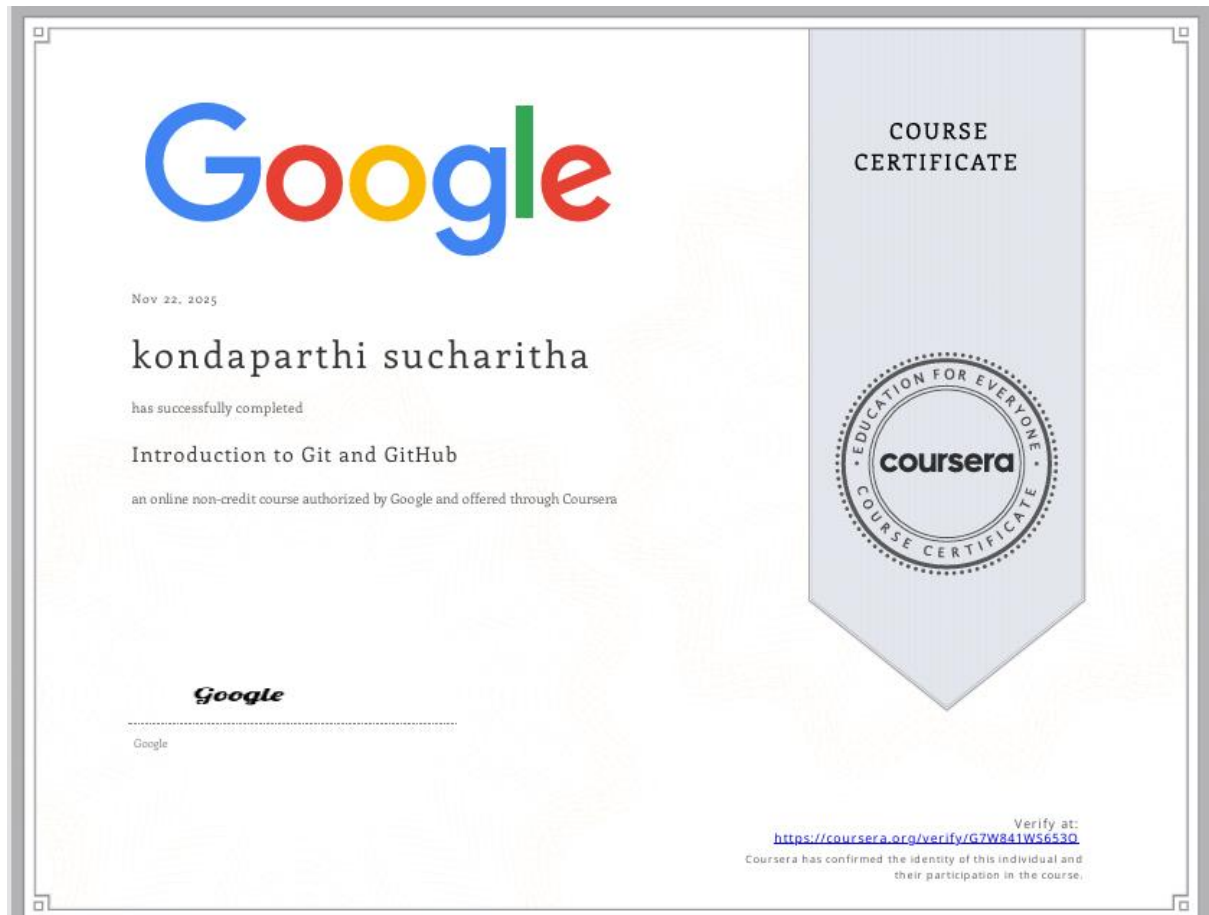 Google
COURSE
CERTIFICATE
Nov 22, 2025
kondaparthi sucharitha
has successfully completed
Introduction to Git and GitHub
an online non-credit course authorized by Google and offered through Coursera
EDUCATION FOR EVERYONE
coursera
COURSE CERTIFICATE
Google
Google
Verify at:
https://coursera.org/verify/G7W841WS653O
Coursera has confirmed the identity of this individual and
their participation in the course.